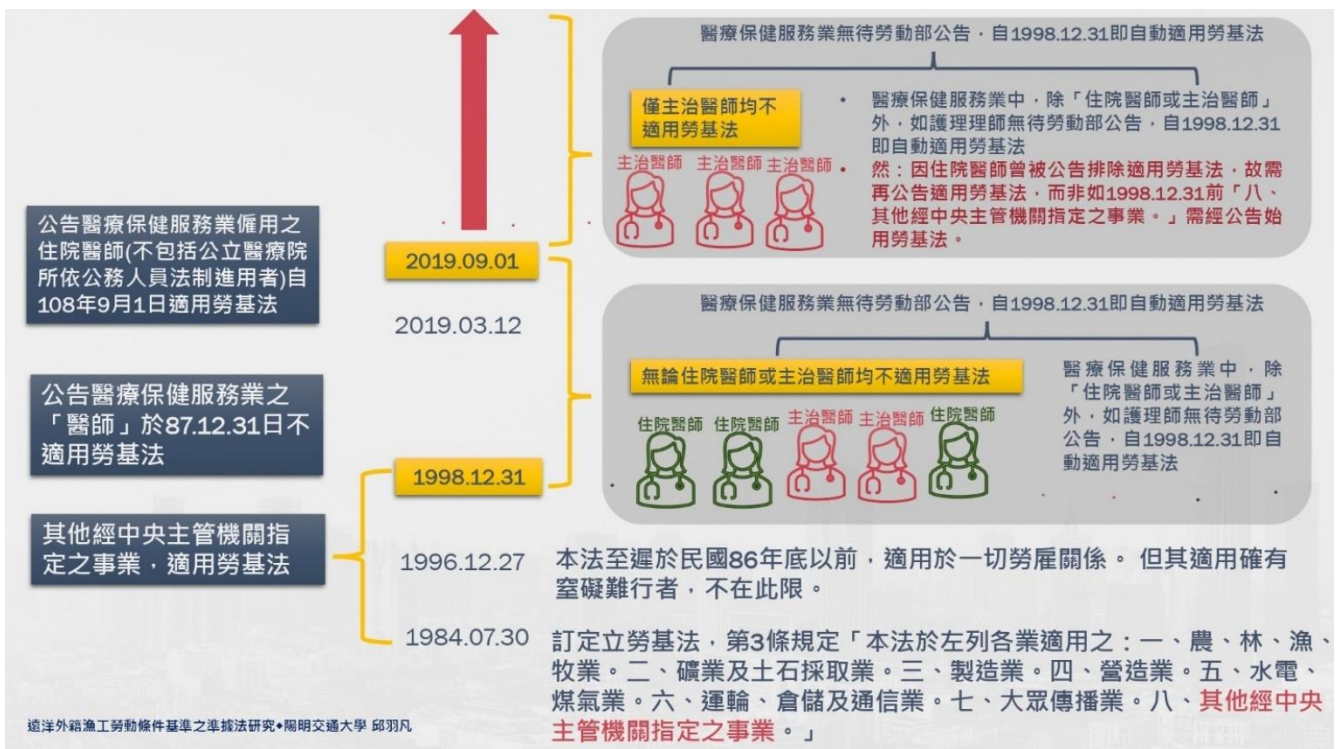 醫療保健服務業無待勞動部公告，自1998.12.31即自動適用勞基法
僅主治醫師均不
適用勞基法
主治醫師 主治醫師 主治醫師
• 醫療保健服務業中，除「住院醫師或主治醫師」
外，如護理理師無待勞動部公告，自1998.12.31
即自動適用勞基法
• 然：因住院醫師曾被公告排除適用勞基法，故需
再公告適用勞基法，而非如1998.12.31前「八、
其他經中央主管機關指定之事業。」需經公告始
用勞基法。
公告醫療保健服務業僱用之
住院醫師(不包括公立醫療院
所依公務人員法制進用者)自
108年9月1日適用勞基法
2019.09.01
2019.03.12
醫療保健服務業無待勞動部公告，自1998.12.31即自動適用勞基法
無論住院醫師或主治醫師均不適用勞基法
住院醫師 住院醫師 主治醫師 主治醫師 住院醫師
醫療保健服務業中，除
「住院醫師或主治醫師」
外，如護理師無待勞動部
公告，自1998.12.31即自
動適用勞基法
公告醫療保健服務業之
「醫師」於87.12.31日不
適用勞基法
1998.12.31
其他經中央主管機關指
定之事業，適用勞基法
1996.12.27
本法至遲於民國86年底以前，適用於一切勞雇關係。 但其適用確有
窒礙難行者，不在此限。
1984.07.30
訂定立勞基法，第3條規定「本法於左列各業適用之：一、農、林、漁、
牧業。二、礦業及土石採取業。三、製造業。四、營造業。五、水電、
煤氣業。六、運輸、倉儲及通信業。七、大眾傳播業。八、其他經中央
主管機關指定之事業。」
遠洋外籍漁工勞動條件基準之準據法研究•陽明交通大學 邱羽凡